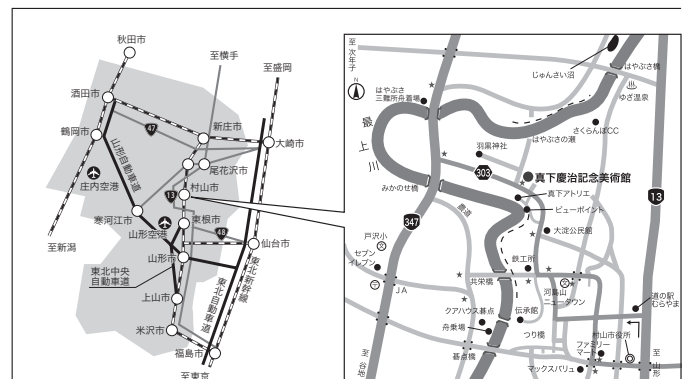 秋田市
至横手
至盛岡
酒田市
新庄市
47
大崎市
鶴岡市
山形自動車道
尾花沢市
庄内空港
村山市
13
寒河江市
東根市
山形空港
48
仙台市
至新潟
山形市
東北中央
自動車道
東北新幹線
東北自動車道
上山市
米沢市
福島市
至東京
至次年子
N
はやぶさ
三難所舟着場
じゅんさい沼
はやぶさ橋
ゆざ温泉
さくらんぼCC
はやぶさの瀬
最上川
羽黒神社
303
真下慶治記念美術館
みかのせ橋
真下アトリエ
ビューポイント
13
347
農道
大淀公民館
戸沢小
セブン
イレブン
鉄工所
共栄橋
JA
河島山
ニュータウン
道の駅
むらやま
クアハウス碁点
伝承館
舟乗場
つり橋
村山市役所
ファミリー
マート
碁点橋
マックスバリュ
至谷地
至山形